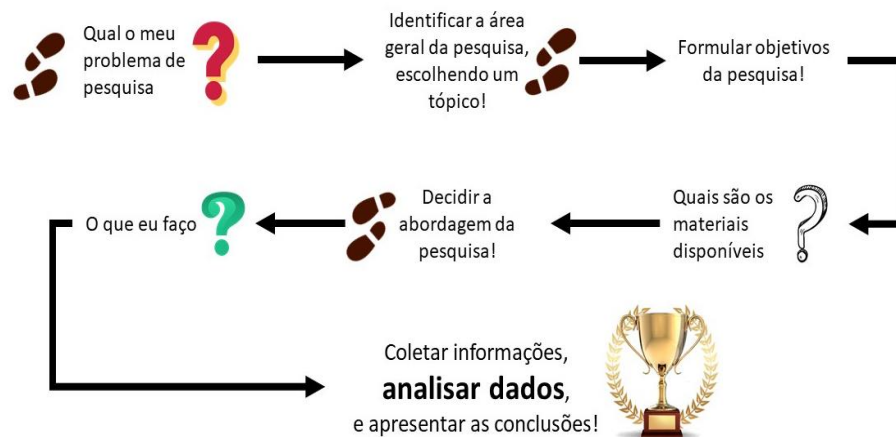 Qual o meu
problema de
pesquisa ?
Identificar a área
geral da pesquisa,
escolhendo um
tópico!
Formular objetivos
da pesquisa!
Quais são os
materiais
disponíveis ?
Decidir a
abordagem da
pesquisa!
O que eu faço ?
Coletar informações,
analisar dados,
e apresentar as conclusões!